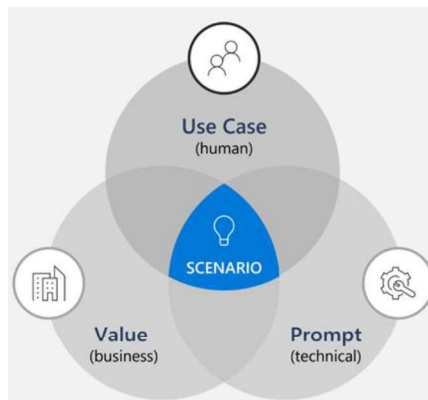 Use Case
(human)
SCENARIO
Value
(business)
Prompt
(technical)